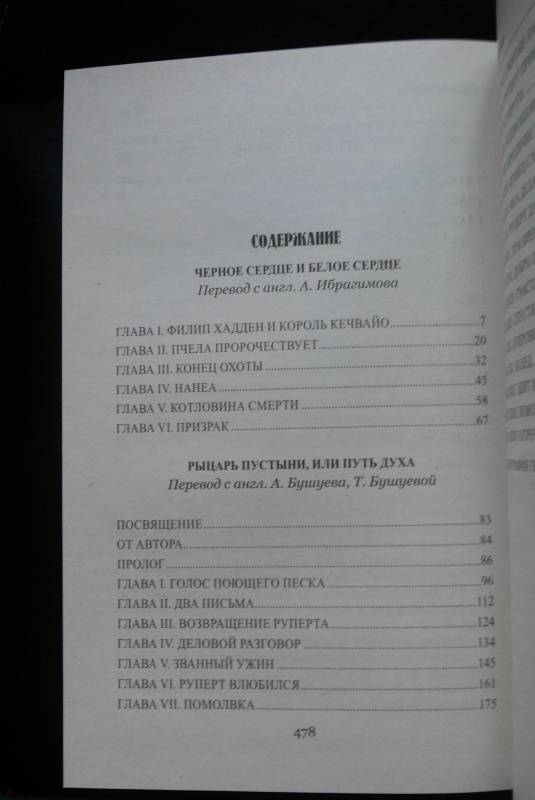 СОДЕРЖАНИЕ
ЧЕРНОЕ СЕРДЦЕ И БЕЛОЕ СЕРДЦЕ
Перевод с англ. А. Ибрагимова
ГЛАВА I. ФИЛИП ХАДДЕН И КОРОЛЬ КЕЧВАЙО 7
ГЛАВА II. ПЧЕЛА ПРОРОЧЕСТВУЕТ 20
ГЛАВА III. КОНЕЦ ОХОТЫ 32
ГЛАВА IV. НАНЕА 45
ГЛАВА V. КОТЛОВИНА СМЕРТИ 58
ГЛАВА VI. ПРИЗРАК 67
РЫЦАРЬ ПУСТЫНИ, ИЛИ ПУТЬ ДУХА
Перевод с англ. А. Бушуева, Т. Бушуевой
ПОСВЯЩЕНИЕ 83
ОТ АВТОРА 84
ПРОЛОГ 86
ГЛАВА I. ГОЛОС ПОЮЩЕГО ПЕСКА 96
ГЛАВА II. ДВА ПИСЬМА 112
ГЛАВА III. ВОЗВРАЩЕНИЕ РУПЕРТА 124
ГЛАВА IV. ДЕЛОВОЙ РАЗГОВОР 134
ГЛАВА V. ЗВАННЫЙ УЖИН 145
ГЛАВА VI. РУПЕРТ ВЛЮБИЛСЯ 161
ГЛАВА VII. ПОМОЛВКА 175
478